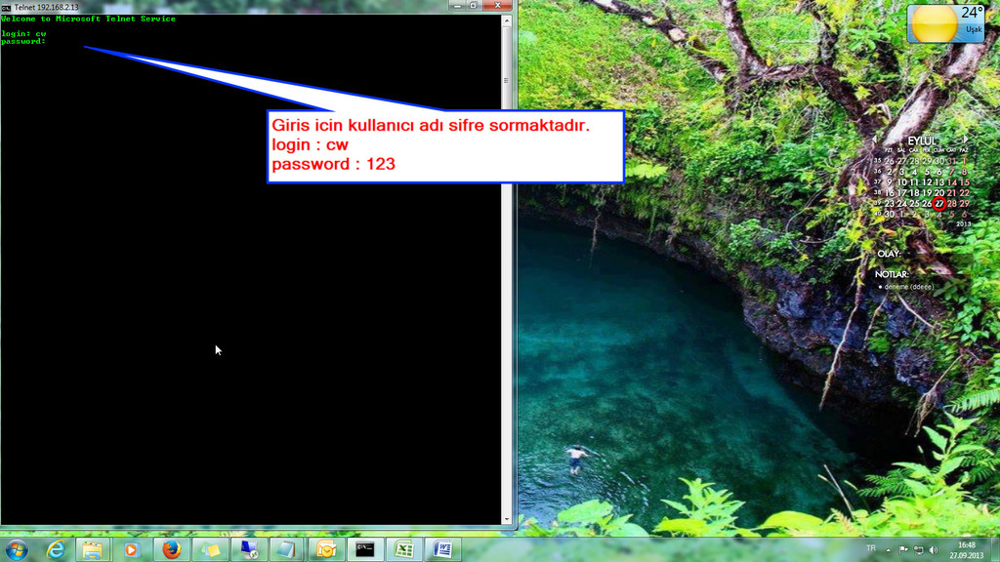 Telnet 192.168.2.13
Welcome to Microsoft Telnet Service
login: cw
password:
Giris icin kullanıcı adı sifre sormaktadır.
login : cw
password : 123
24°
Uşak
EYLÜL
PZT SAL ÇAR PER CUM CMT PAZ
35 26 27 28 29 30 31 1
36 2 3 4 5 6 7 8
37 9 10 11 12 13 14 15
38 16 17 18 19 20 21 22
39 23 24 25 26 27 28 29
40 30 1 2 3 4 5 6
2013
OLAY:
NOTLAR:
• deneme (ddeee)
TR
16:48
27.09.2013